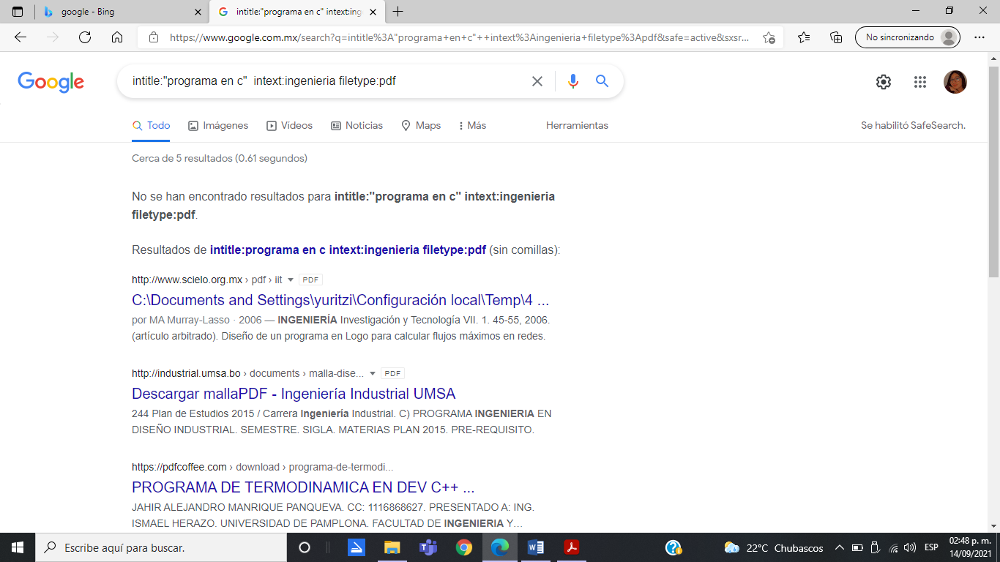 google - Bing
intitle:"programa en c" intext:ing
https://www.google.com.mx/search?q=intitle%3A"programa+en+c"++intext%3Aingenieria+filetype%3Apdf&safe=active&sxsr...
No sincronizando
Google
intitle:"programa en c"  intext:ingenieria filetype:pdf
Todo
Imágenes
Videos
Noticias
Maps
Más
Herramientas
Se habilitó SafeSearch.
Cerca de 5 resultados (0.61 segundos)
No se han encontrado resultados para intitle:"programa en c" intext:ingenieria
filetype:pdf.
Resultados de intitle:programa en c intext:ingenieria filetype:pdf (sin comillas):
http://www.scielo.org.mx › pdf › iit PDF
C:\Documents and Settings\yuritzi\Configuración local\Temp\4 ...
por MA Murray-Lasso · 2006 — INGENIERÍA Investigación y Tecnología VII. 1. 45-55, 2006.
(artículo arbitrado). Diseño de un programa en Logo para calcular flujos máximos en redes.
http://industrial.umsa.bo › documents › malla-dise... PDF
Descargar mallaPDF - Ingeniería Industrial UMSA
244 Plan de Estudios 2015 / Carrera Ingeniería Industrial. C) PROGRAMA INGENIERIA EN
DISEÑO INDUSTRIAL. SEMESTRE. SIGLA. MATERIAS PLAN 2015. PRE-REQUISITO.
https://pdfcoffee.com › download › programa-de-termodi...
PROGRAMA DE TERMODINAMICA EN DEV C++ ...
JAHIR ALEJANDRO MANRIQUE PANQUEVA. CC: 1116868627. PRESENTADO A: ING.
ISMAEL HERAZO. UNIVERSIDAD DE PAMPLONA. FACULTAD DE INGENIERIA Y...
Escribe aquí para buscar.
22°C Chubascos
ESP
02:48 p. m.
14/09/2021